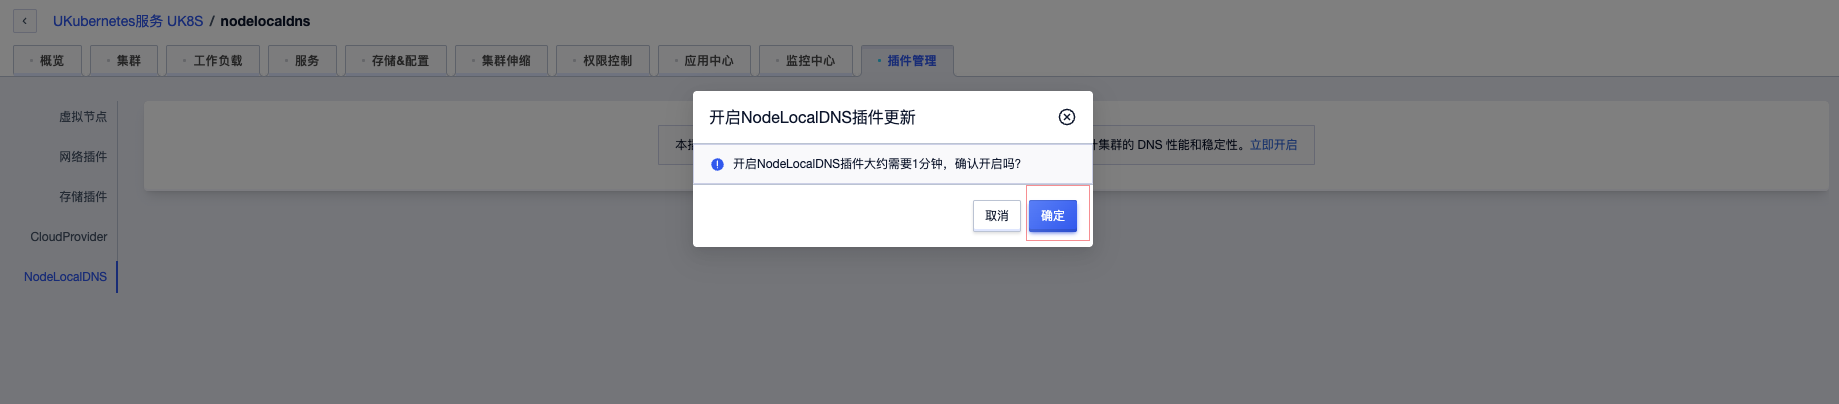 UKubernetes服务 UK8S / nodelocaldns
概览 集群 工作负载 服务 存储&配置 集群伸缩 权限控制 应用中心 监控中心 插件管理
虚拟节点
网络插件
存储插件
CloudProvider
NodeLocalDNS
开启NodeLocalDNS插件更新
集群的 DNS 性能和稳定性。立即开启
开启NodeLocalDNS插件大约需要1分钟，确认开启吗?
取消 确定